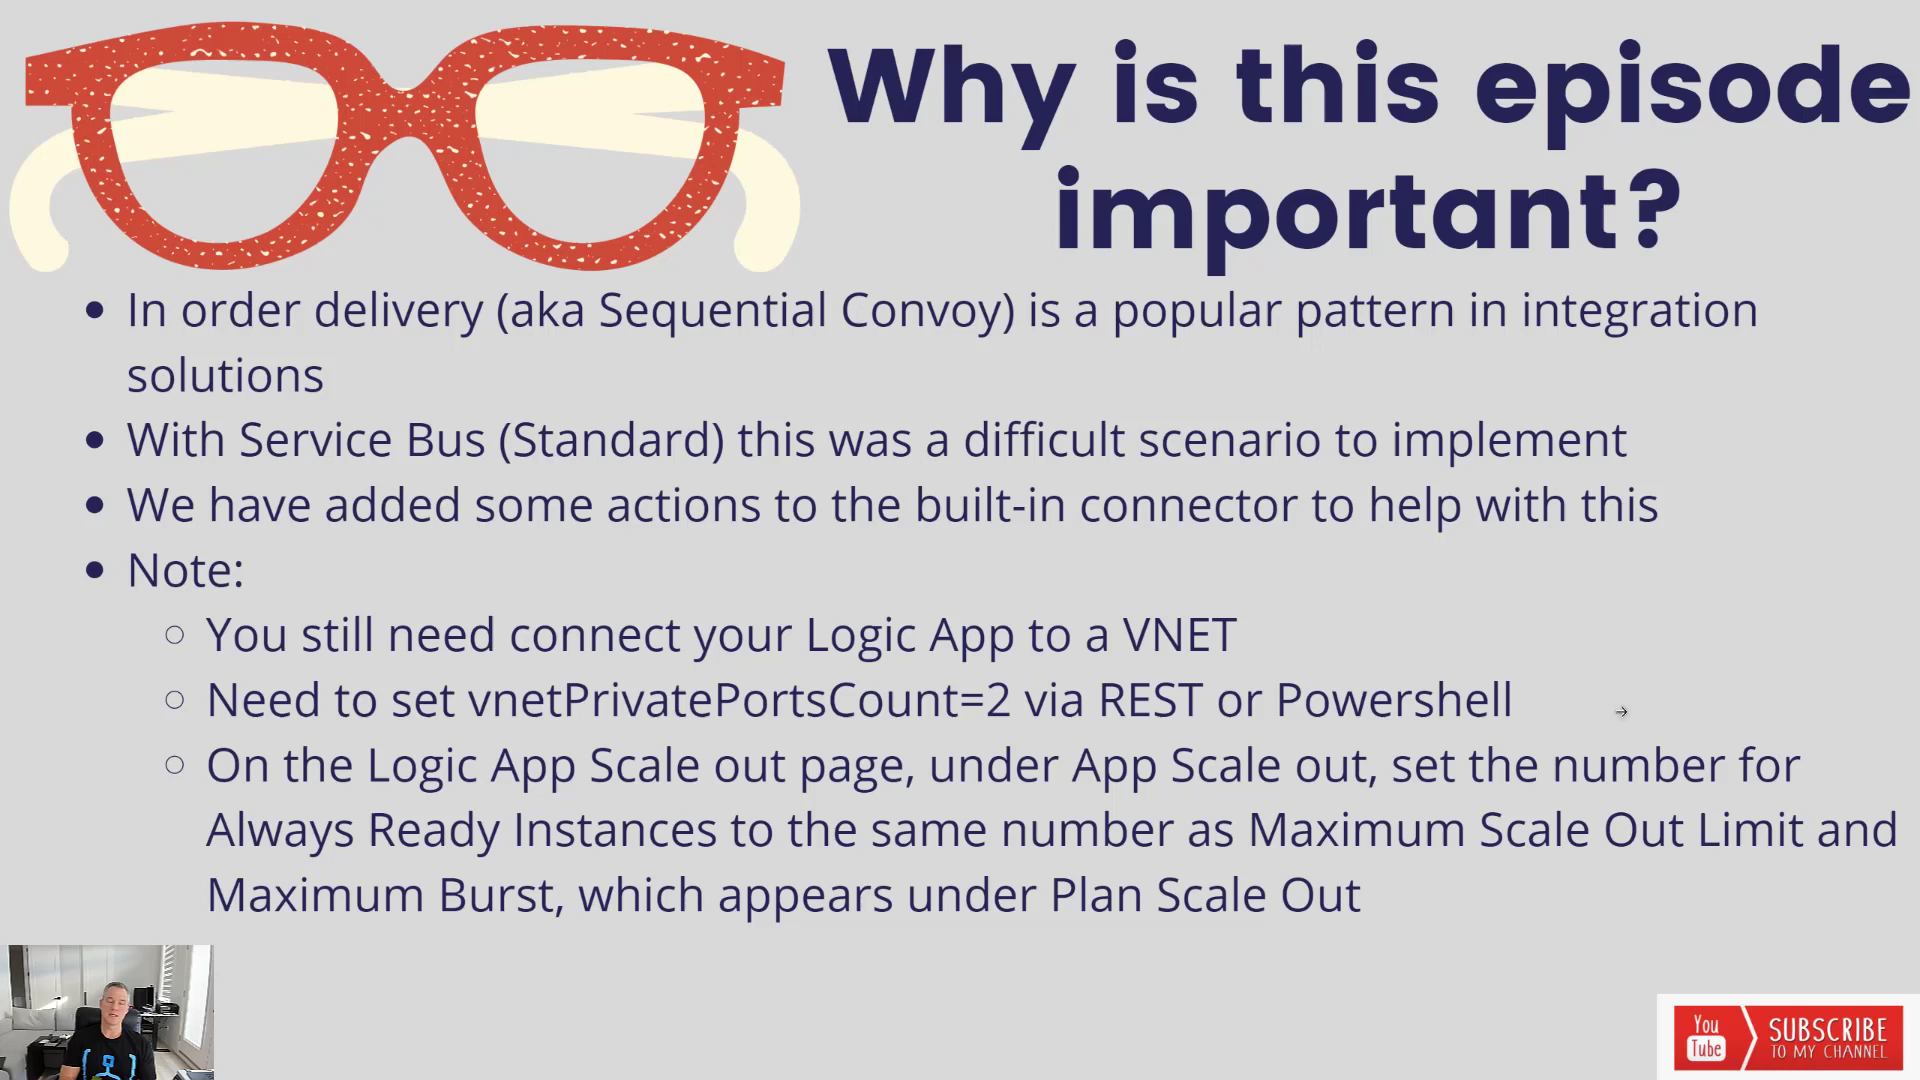 Why is this episode
important?
• In order delivery (aka Sequential Convoy) is a popular pattern in integration
solutions
• With Service Bus (Standard) this was a difficult scenario to implement
• We have added some actions to the built-in connector to help with this
• Note:
○ You still need connect your Logic App to a VNET
○ Need to set vnetPrivatePortsCount=2 via REST or Powershell
○ On the Logic App Scale out page, under App Scale out, set the number for
Always Ready Instances to the same number as Maximum Scale Out Limit and
Maximum Burst, which appears under Plan Scale Out
You
Tube
SUBSCRIBE
TO MY CHANNEL